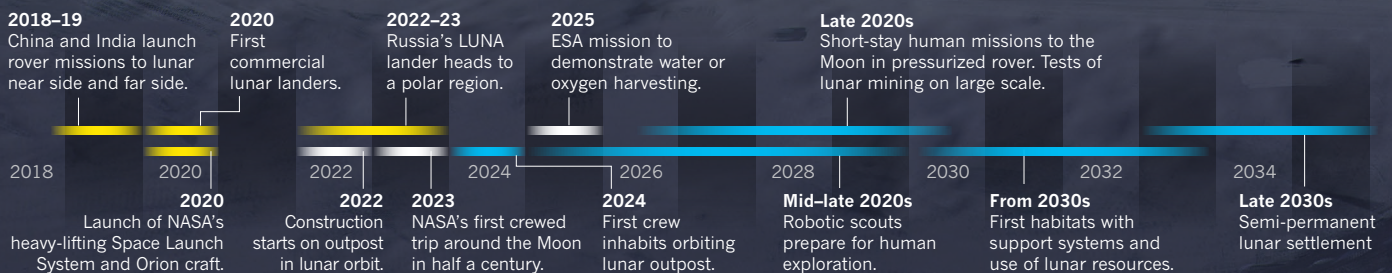 2018–19
China and India launch
rover missions to lunar
near side and far side.
2020
First
commercial
lunar landers.
2022–23
Russia's LUNA
lander heads to
a polar region.
2025
ESA mission to
demonstrate water or
oxygen harvesting.
Late 2020s
Short-stay human missions to the
Moon in pressurized rover. Tests of
lunar mining on large scale.
2018
2020
2022
2024
2026
2028
2030
2032
2034
2020
Launch of NASA's
heavy-lifting Space Launch
System and Orion craft.
2022
Construction
starts on outpost
in lunar orbit.
2023
NASA's first crewed
trip around the Moon
in half a century.
2024
First crew
inhabits orbiting
lunar outpost.
Mid–late 2020s
Robotic scouts
prepare for human
exploration.
From 2030s
First habitats with
support systems and
use of lunar resources.
Late 2030s
Semi-permanent
lunar settlement